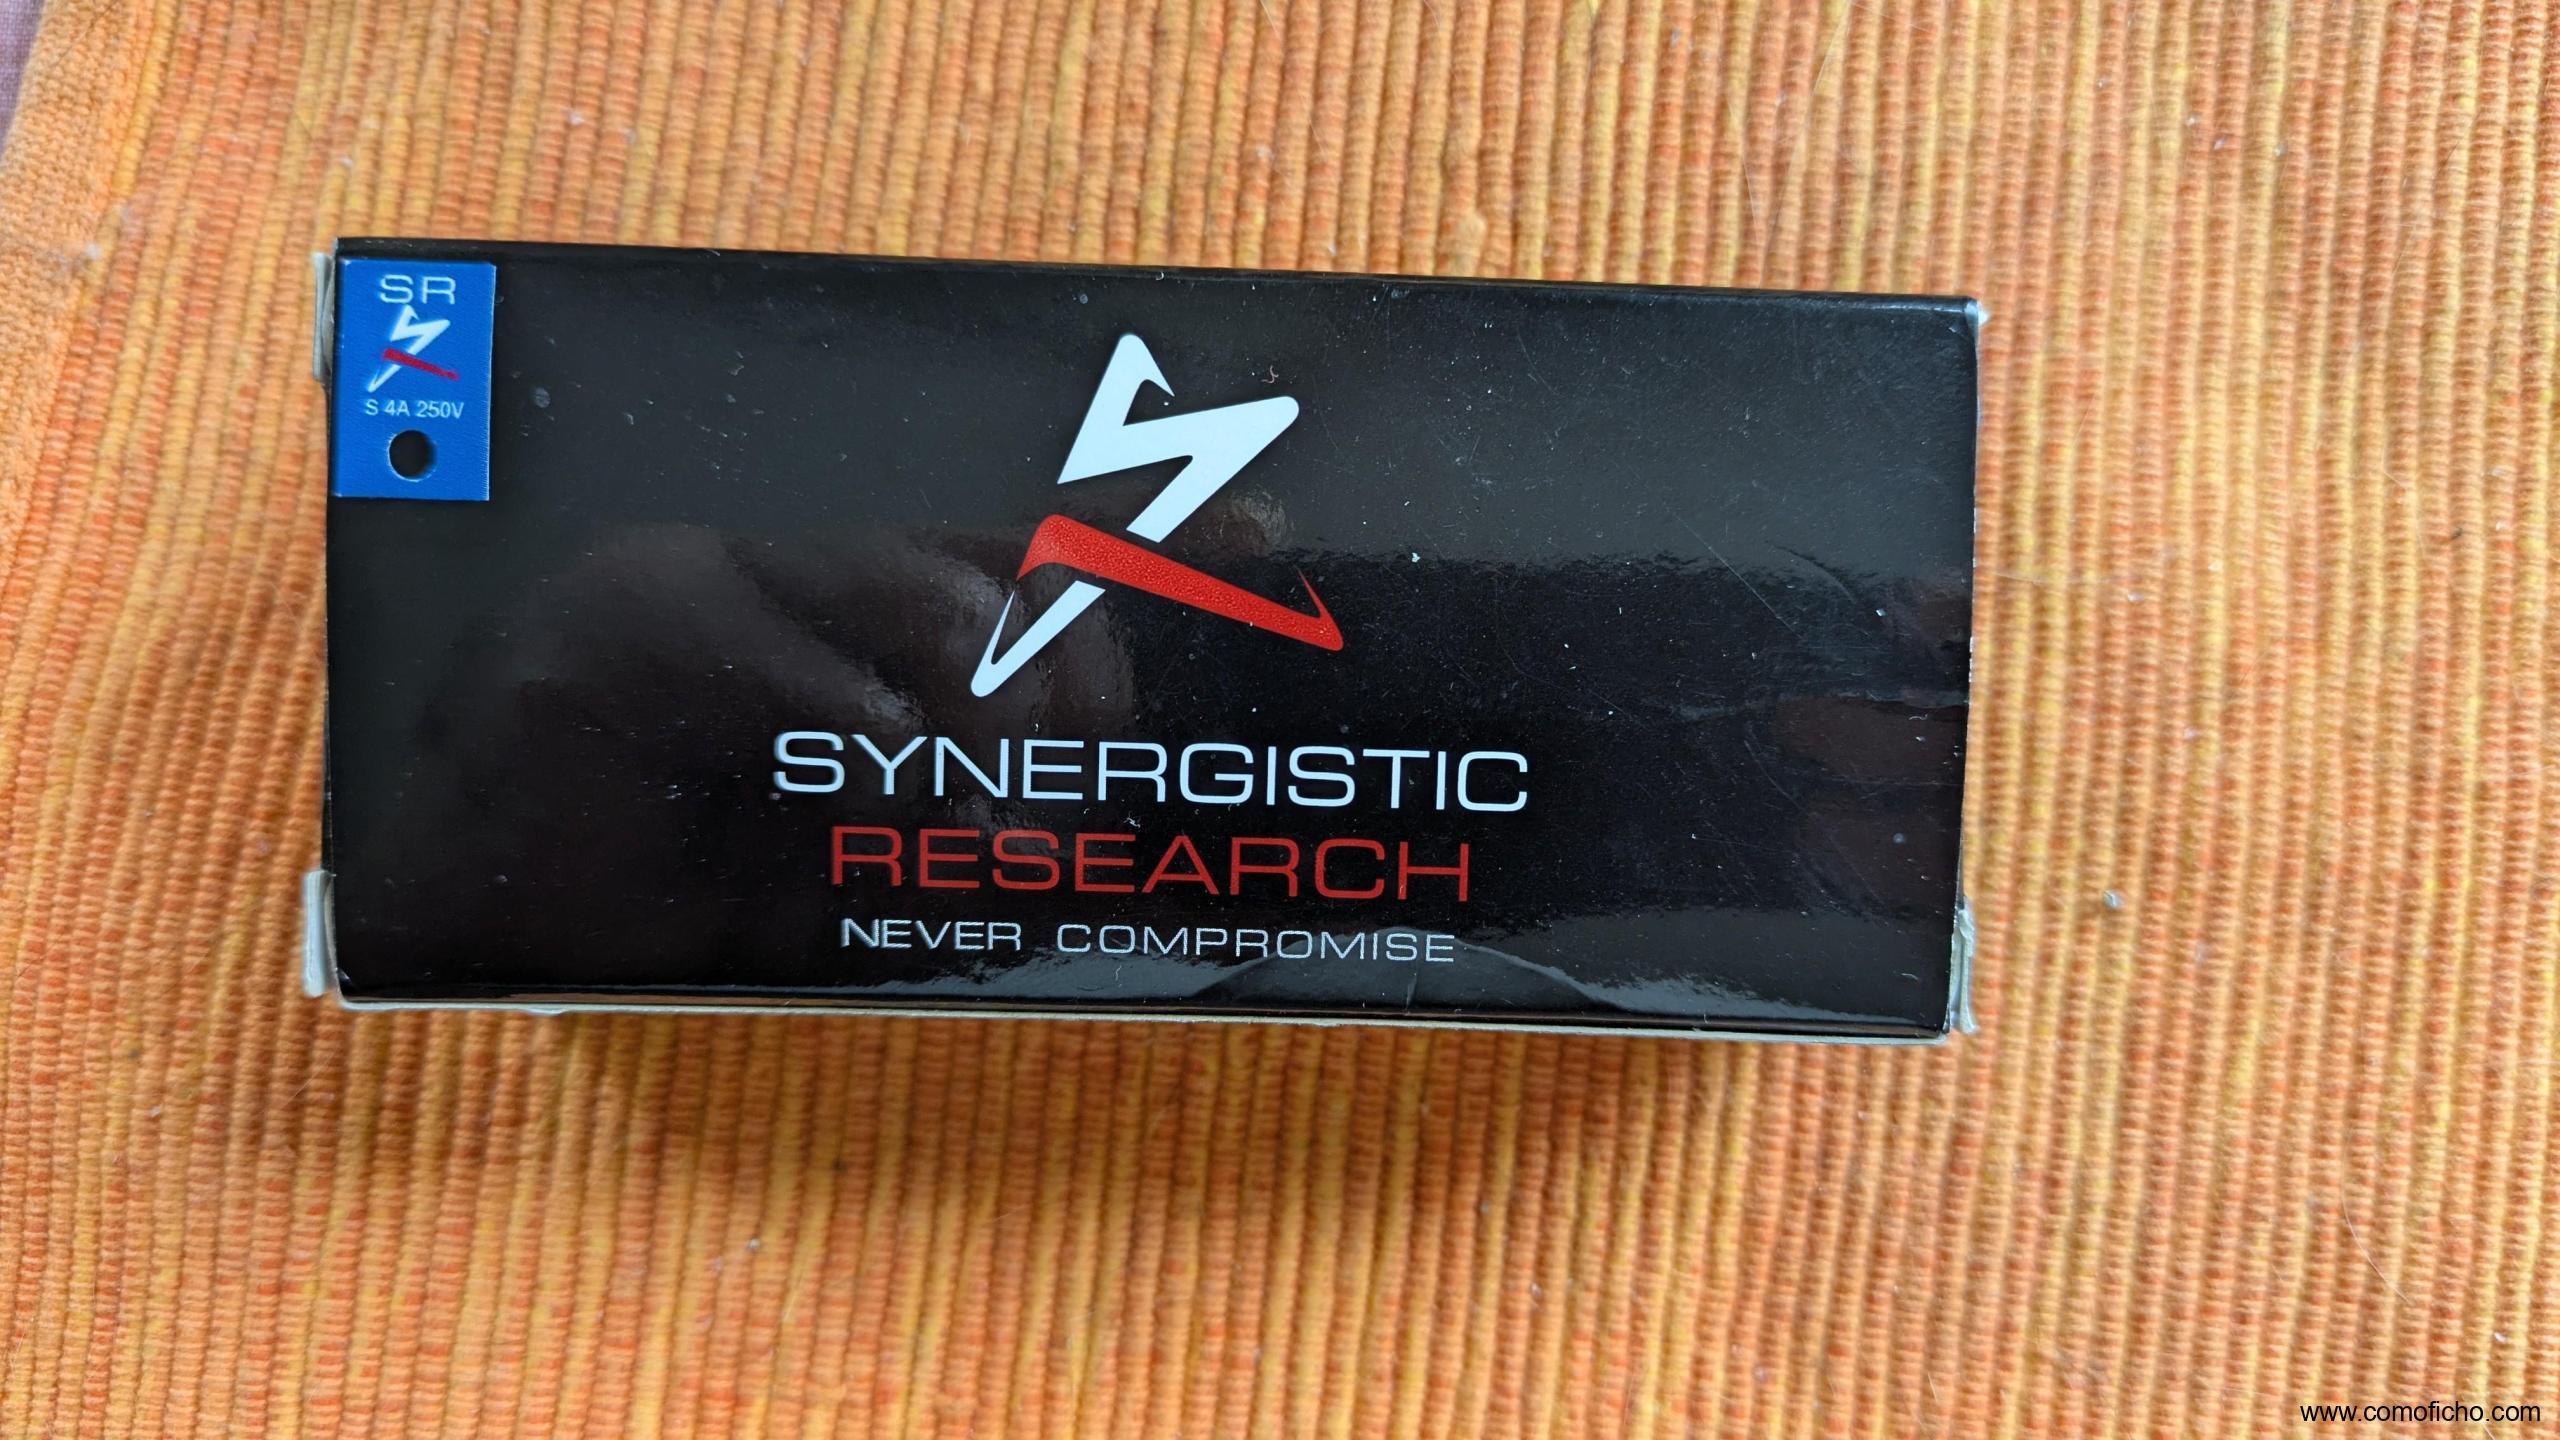 SR
S 4A 250V
SYNERGISTIC
RESEARCH
NEVER COMPROMISE
www.comoficho.com